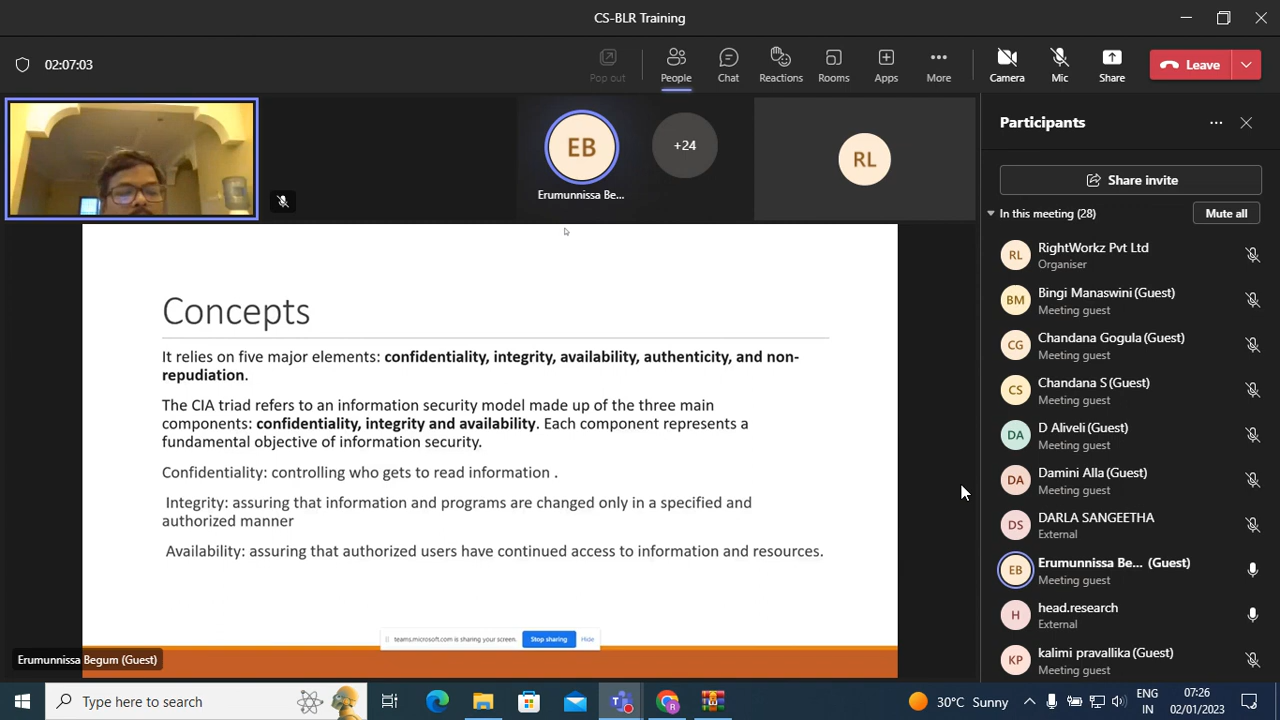 CS-BLR Training
02:07:03
Pop out
People
Chat
Reactions
Rooms
Apps
More
Camera
Mic
Share
Leave
EB
Erumunnissa Be...
+24
RL
Concepts
It relies on five major elements: confidentiality, integrity, availability, authenticity, and non-
repudiation.
The CIA triad refers to an information security model made up of the three main
components: confidentiality, integrity and availability. Each component represents a
fundamental objective of information security.
Confidentiality: controlling who gets to read information .
Integrity: assuring that information and programs are changed only in a specified and
authorized manner
Availability: assuring that authorized users have continued access to information and resources.
teams.microsoft.com is sharing your screen.
Stop sharing
Hide
Erumunnissa Begum (Guest)
Participants
Share invite
In this meeting (28)
Mute all
RL
RightWorkz Pvt Ltd
Organiser
BM
Bingi Manaswini (Guest)
Meeting guest
CG
Chandana Gogula (Guest)
Meeting guest
CS
Chandana S (Guest)
Meeting guest
DA
D Aliveli (Guest)
Meeting guest
DA
Damini Alla (Guest)
Meeting guest
DS
DARLA SANGEETHA
External
EB
Erumunnissa Be... (Guest)
Meeting guest
H
head.research
External
KP
kalimi pravallika (Guest)
Meeting guest
Type here to search
30°C Sunny
ENG
IN
07:26
02/01/2023